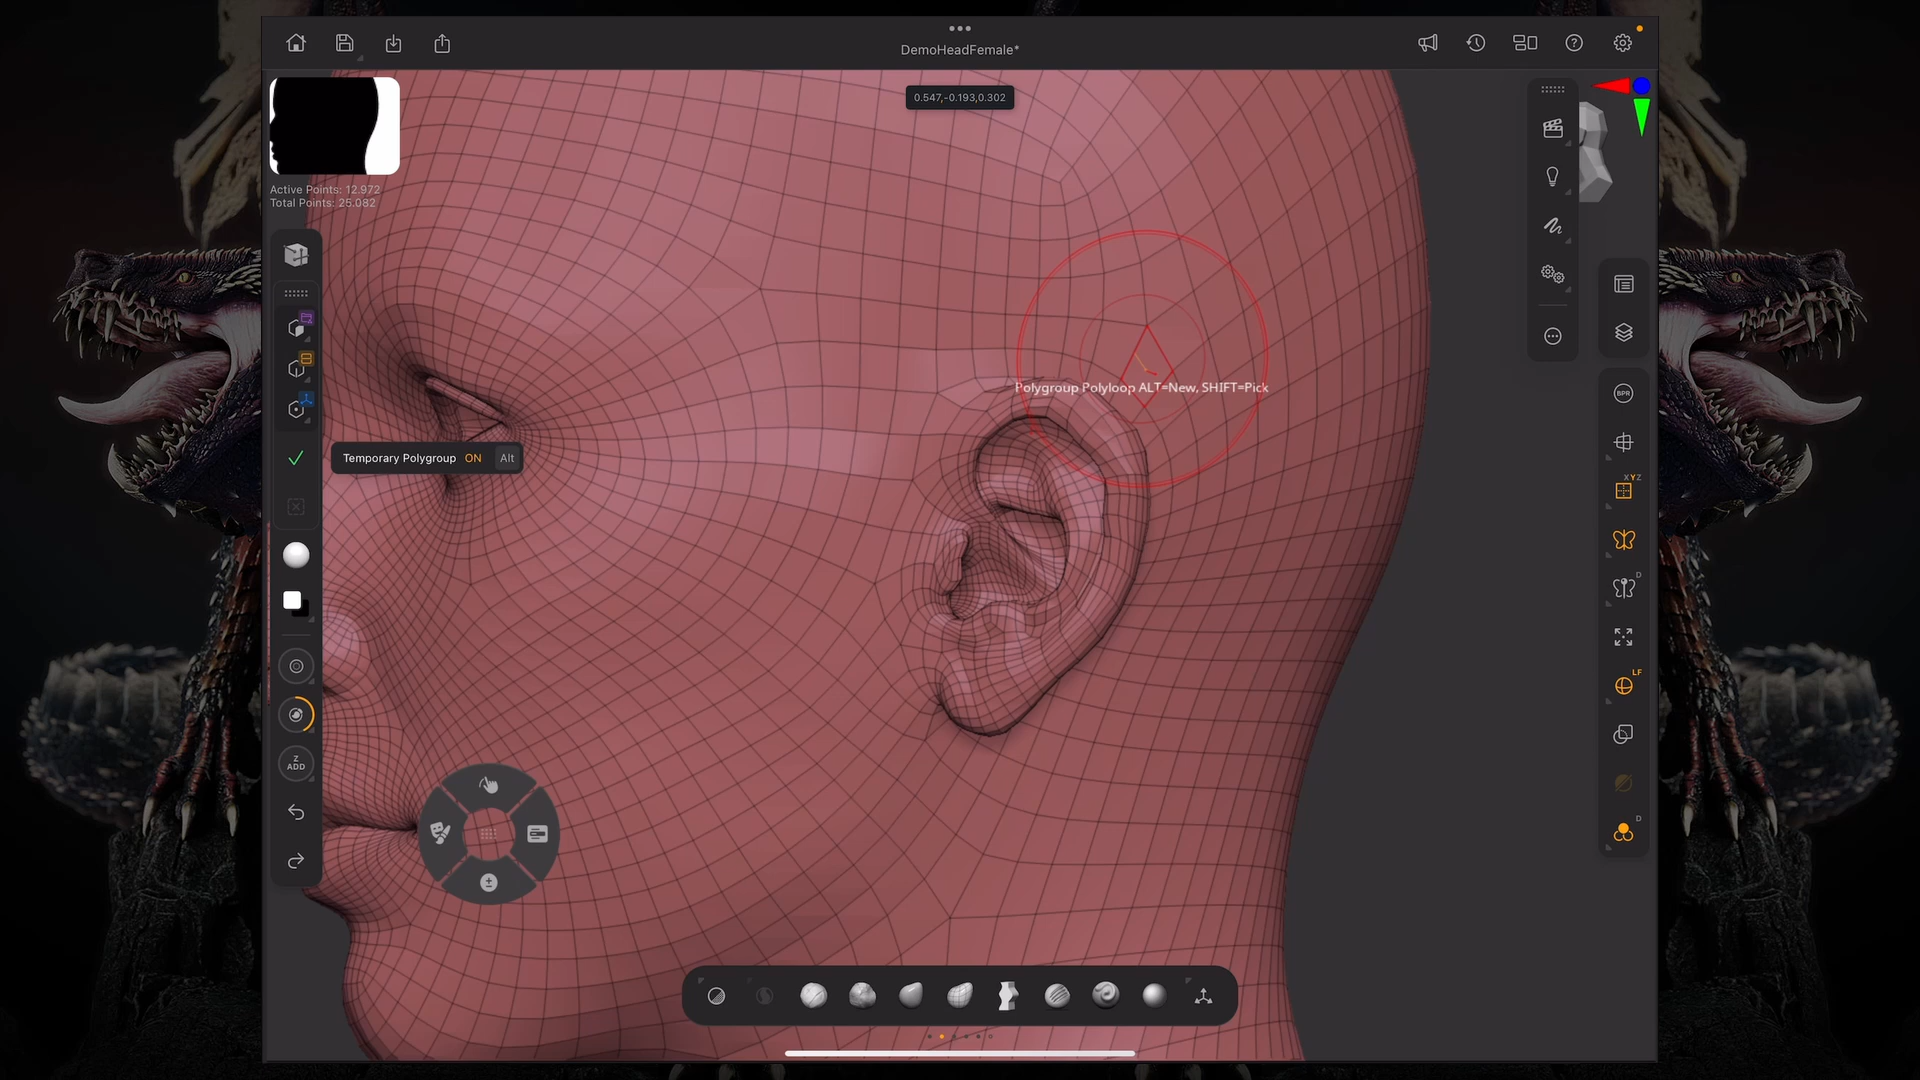 DemoHeadFemale*
0.547,-0.193,0.302
Active Points: 12.972
Total Points: 25.082
Polygroup Polyloop ALT=New, SHIFT=Pick
Temporary Polygroup ON Alt
BPR
XYZ
D
LF
Z
ADD
D